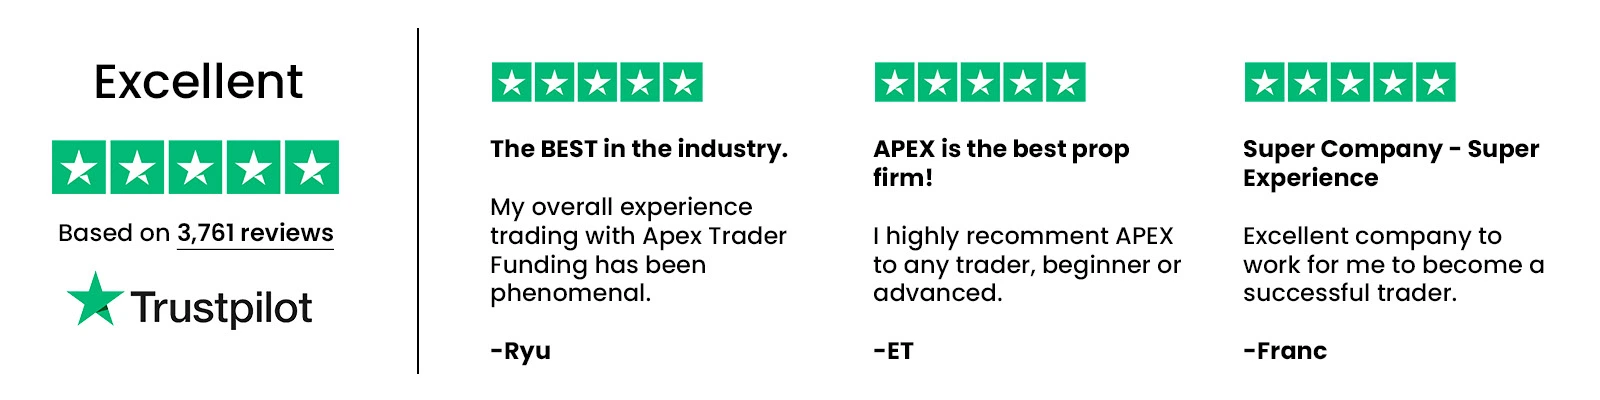 Excellent
Based on 3,761 reviews
Trustpilot
The BEST in the industry.
My overall experience
trading with Apex Trader
Funding has been
phenomenal.
-Ryu
APEX is the best prop
firm!
I highly recomment APEX
to any trader, beginner or
advanced.
-ET
Super Company - Super
Experience
Excellent company to
work for me to become a
successful trader.
-Franc